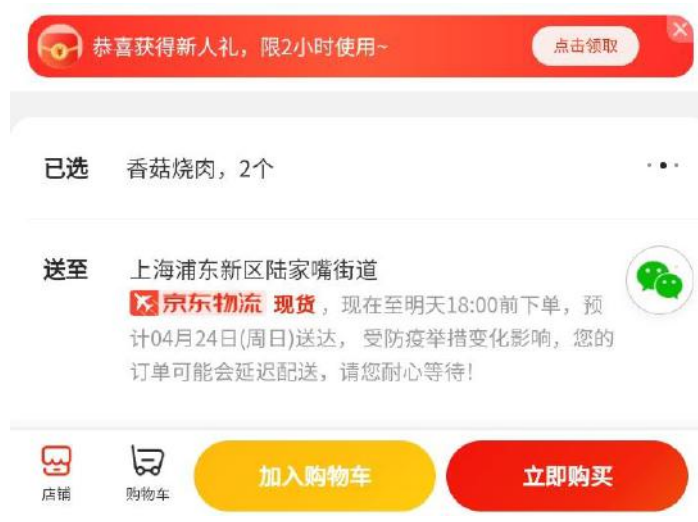 恭喜获得新人礼，限2小时使用~
点击领取
已选 香菇烧肉，2个
送至 上海浦东新区陆家嘴街道
京东物流 现货，现在至明天18:00前下单，预
计04月24日(周日)送达， 受防疫举措变化影响，您的
订单可能会延迟配送，请您耐心等待!
店铺
购物车
加入购物车
立即购买